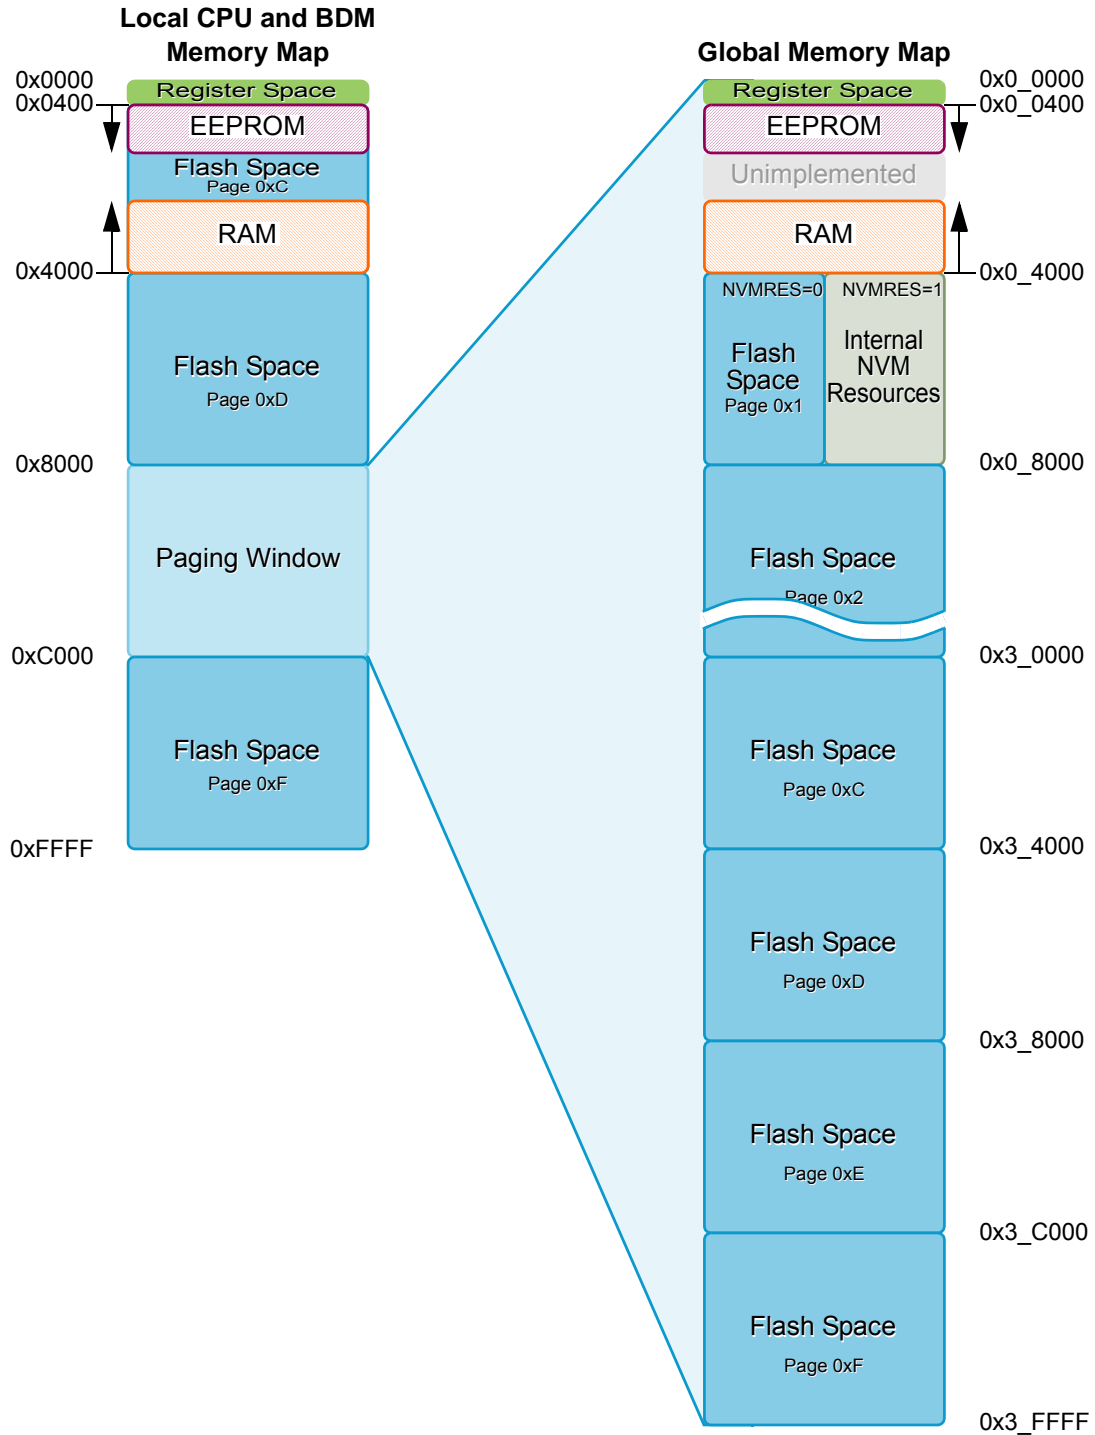 Local CPU and BDM
Memory Map
0x0000
Register Space
0x0400
EEPROM
Flash Space
Page 0xC
RAM
0x4000
Flash Space
Page 0xD
0x8000
Paging Window
0xC000
Flash Space
Page 0xF
0xFFFF
Global Memory Map
0x0_0000
Register Space
0x0_0400
EEPROM
Unimplemented
RAM
0x0_4000
NVMRES=0
Flash
Space
Page 0x1
NVMRES=1
Internal
NVM
Resources
0x0_8000
Flash Space
Page 0x2
0x3_0000
Flash Space
Page 0xC
0x3_4000
Flash Space
Page 0xD
0x3_8000
Flash Space
Page 0xE
0x3_C000
Flash Space
Page 0xF
0x3_FFFF